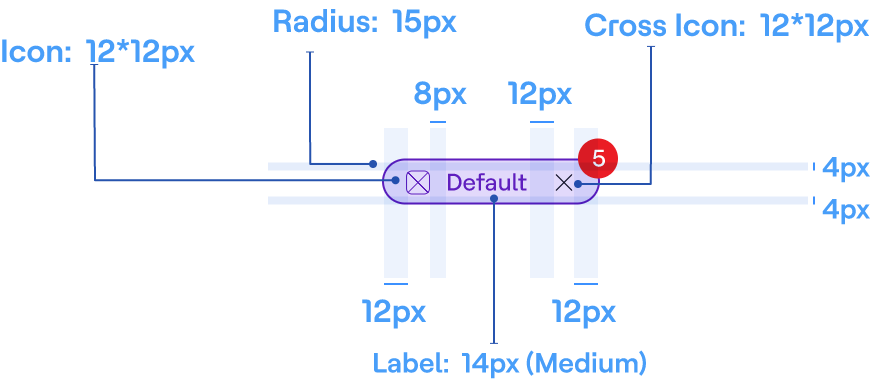 Radius: 15px
Cross Icon: 12*12px
Icon: 12*12px
8px
12px
5
4px
Default
4px
12px
12px
Label: 14px (Medium)